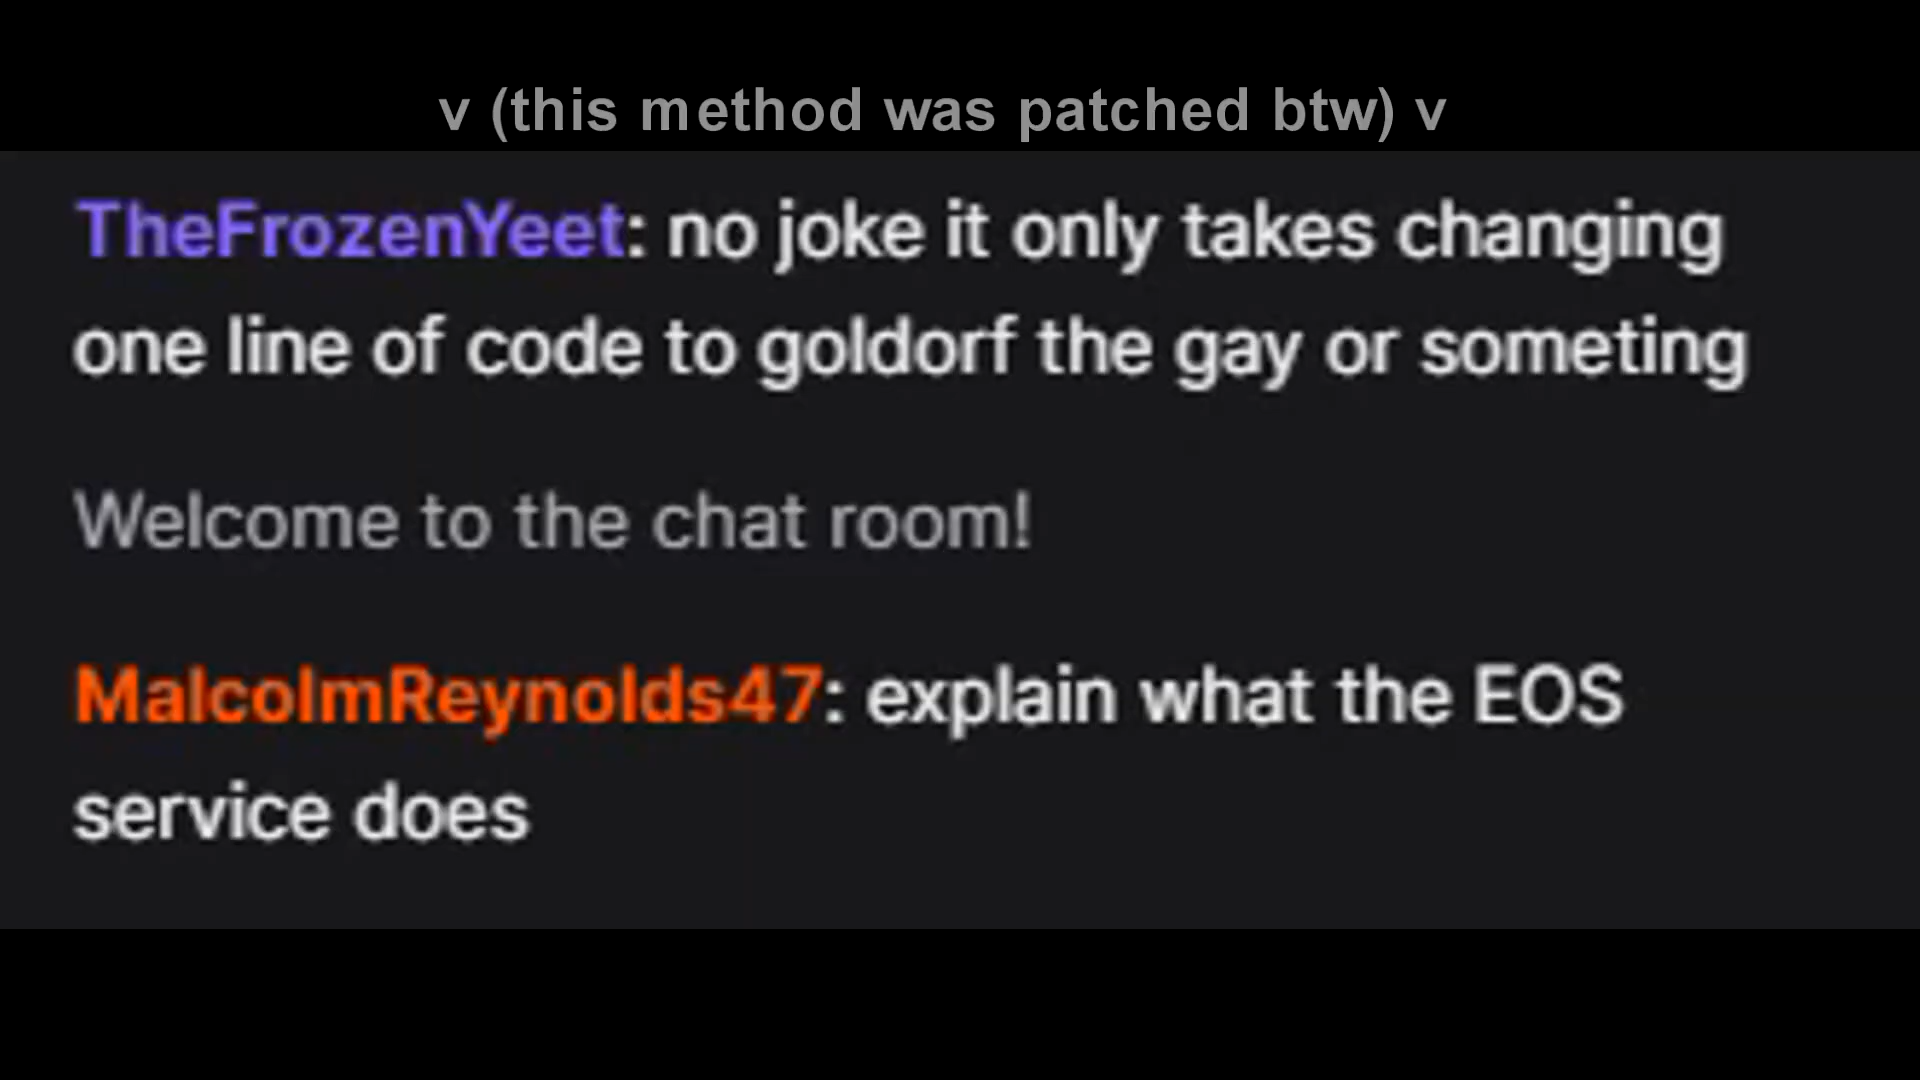 v (this method was patched btw) v
TheFrozenYeet: no joke it only takes changing
one line of code to goldorf the gay or someting
Welcome to the chat room!
MalcolmReynolds47: explain what the EOS
service does